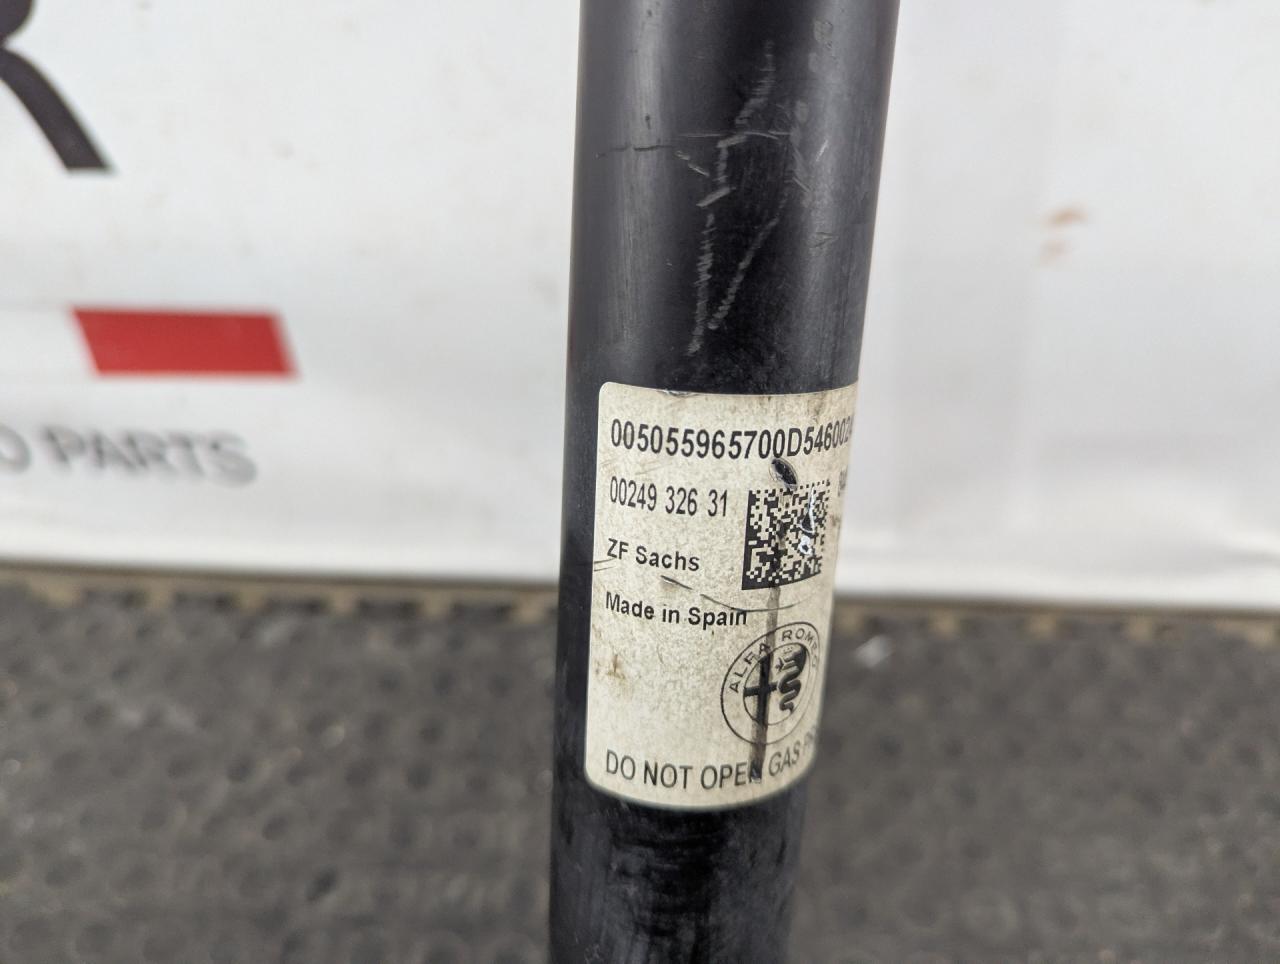 R
PARTS
005055965700D546002
00249 326 31
ZF Sachs
Made in Spain
ALFA ROMEO
DO NOT OPEN GAS